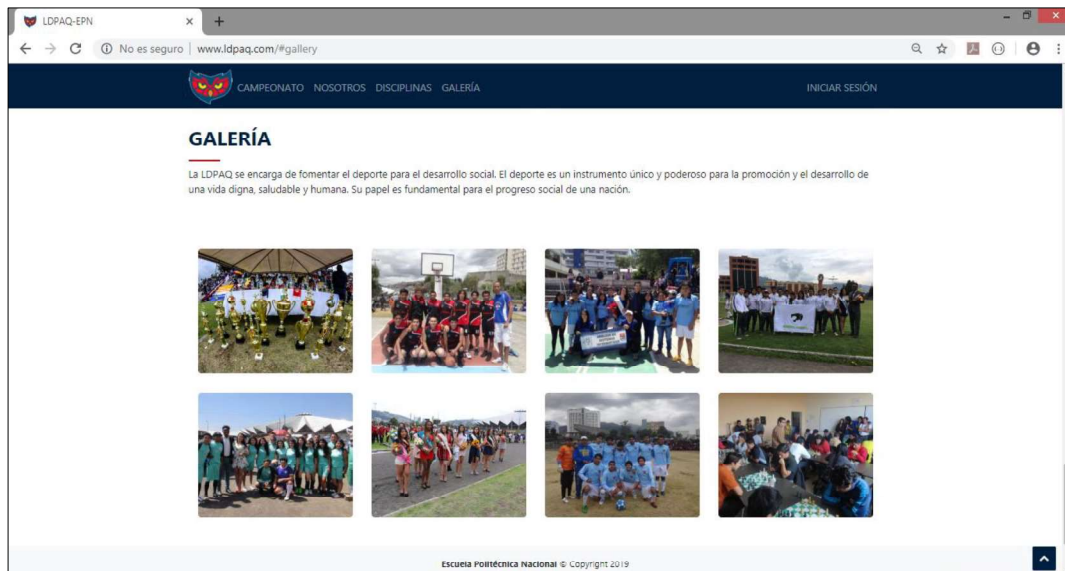 LDPAQ-EPN
No es seguro | www.ldpaq.com/#gallery
CAMPEONATO NOSOTROS DISCIPLINAS GALERÍA INICIAR SESIÓN
GALERÍA
La LDPAQ se encarga de fomentar el deporte para el desarrollo social. El deporte es un instrumento único y poderoso para la promoción y el desarrollo de
una vida digna, saludable y humana. Su papel es fundamental para el progreso social de una nación.
Escuela Politécnica Nacional © Copyright 2019